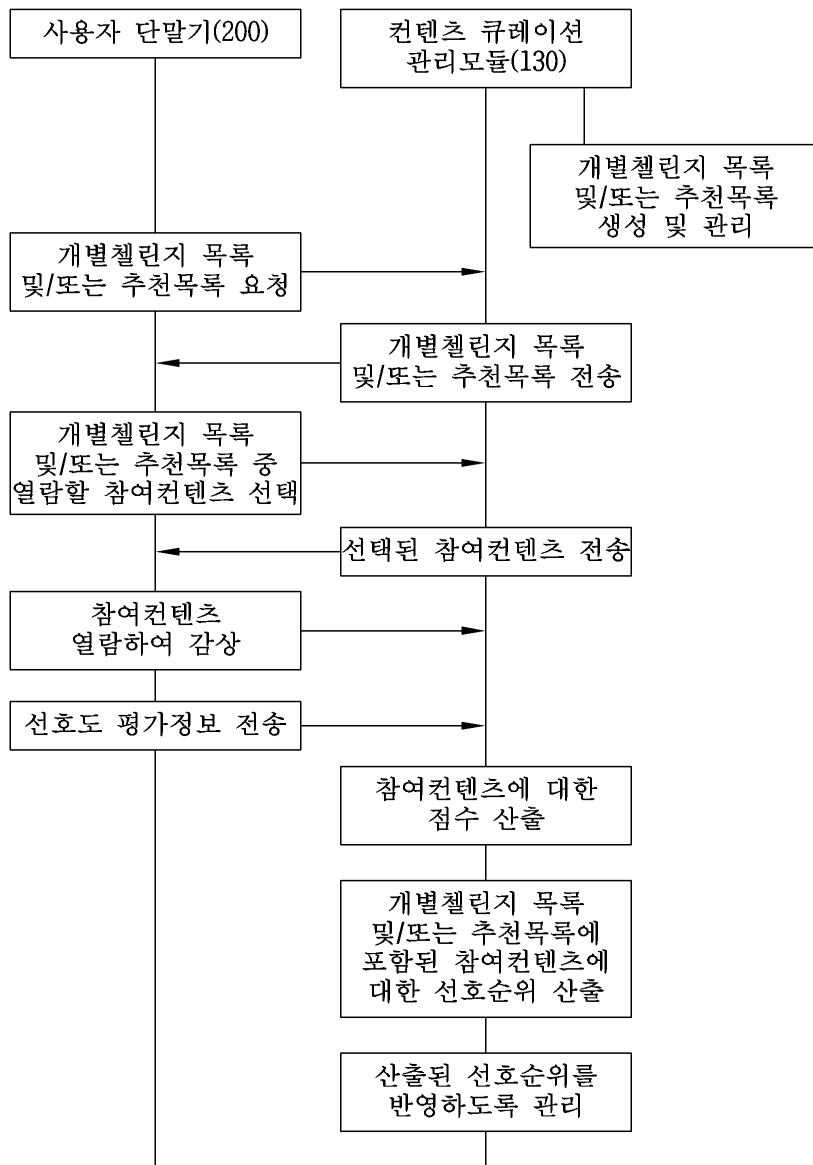 사용자 단말기(200)
컨텐츠 큐레이션
관리모듈(130)
개별첼린지 목록
및/또는 추천목록
생성 및 관리
개별첼린지 목록
및/또는 추천목록 요청
개별첼린지 목록
및/또는 추천목록 전송
개별첼린지 목록
및/또는 추천목록 중
열람할 참여컨텐츠 선택
선택된 참여컨텐츠 전송
참여컨텐츠
열람하여 감상
선호도 평가정보 전송
참여컨텐츠에 대한
점수 산출
개별첼린지 목록
및/또는 추천목록에
포함된 참여컨텐츠에
대한 선호순위 산출
산출된 선호순위를
반영하도록 관리